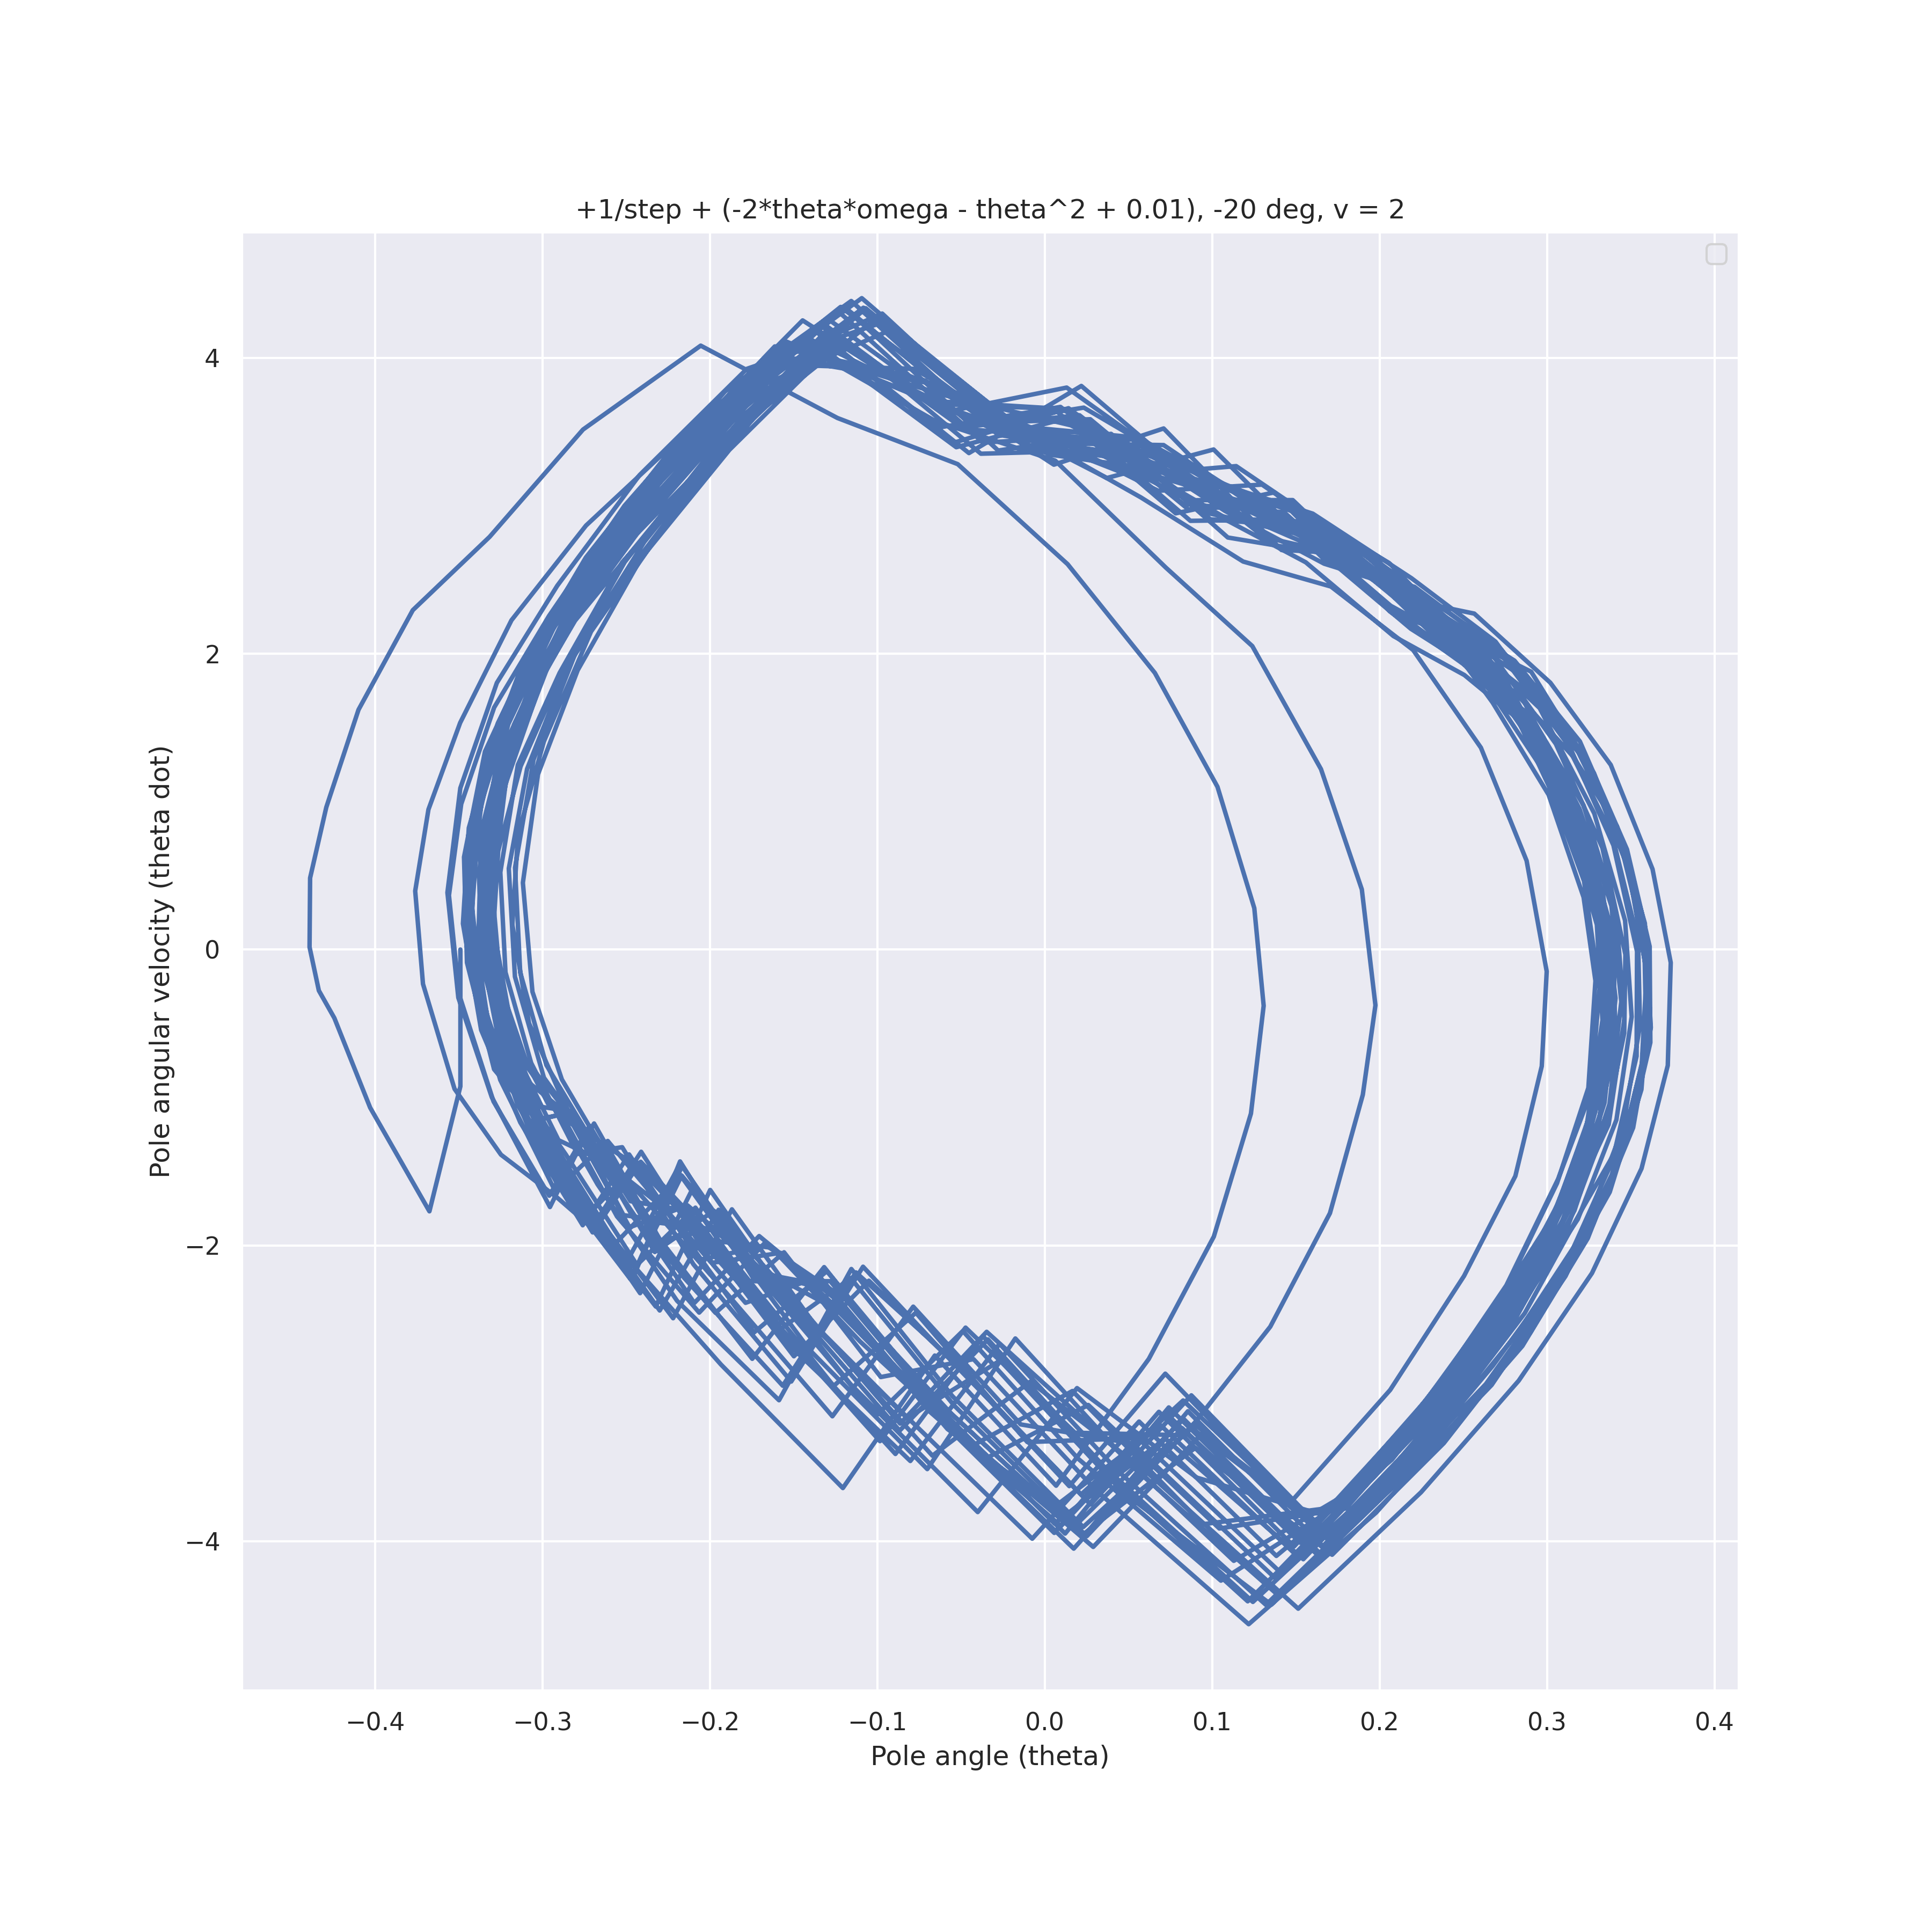 +1/step + (-2*theta*omega - theta^2 + 0.01), -20 deg, v = 2
4
2
0
−2
−4
Pole angular velocity (theta dot)
−0.4 −0.3 −0.2 −0.1 0.0 0.1 0.2 0.3 0.4
Pole angle (theta)